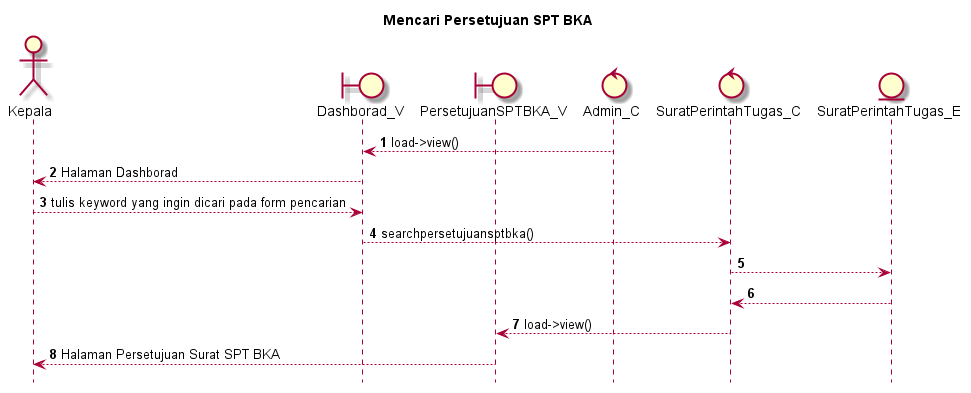 Mencari Persetujuan SPT BKA
Kepala
Dashborad_V
PersetujuanSPTBKA_V
Admin_C
SuratPerintahTugas_C
SuratPerintahTugas_E
1 load->view()
2 Halaman Dashborad
3 tulis keyword yang ingin dicari pada form pencarian
4 searchpersetujuansptbka()
5
6
7 load->view()
8 Halaman Persetujuan Surat SPT BKA